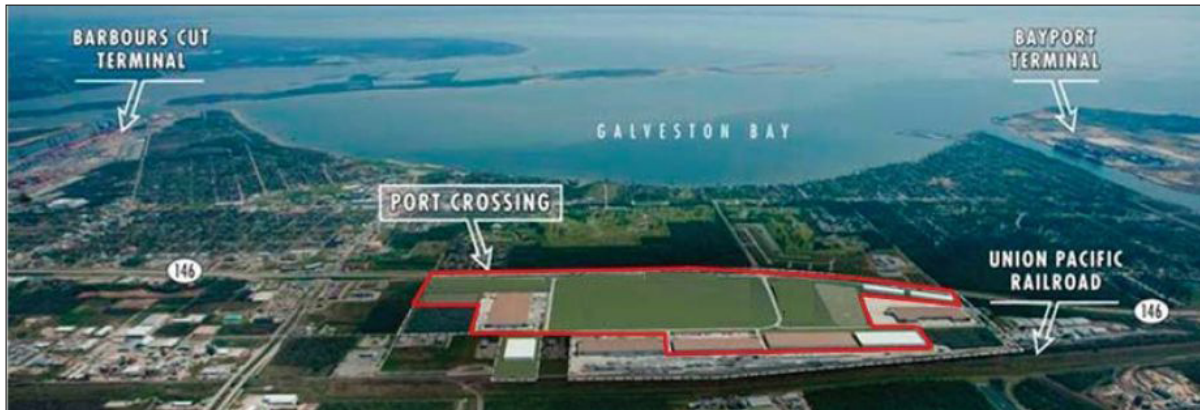 BARBOURS CUT
TERMINAL
BAYPORT
TERMINAL
GALVESTON BAY
PORT CROSSING
146
UNION PACIFIC
RAILROAD
146